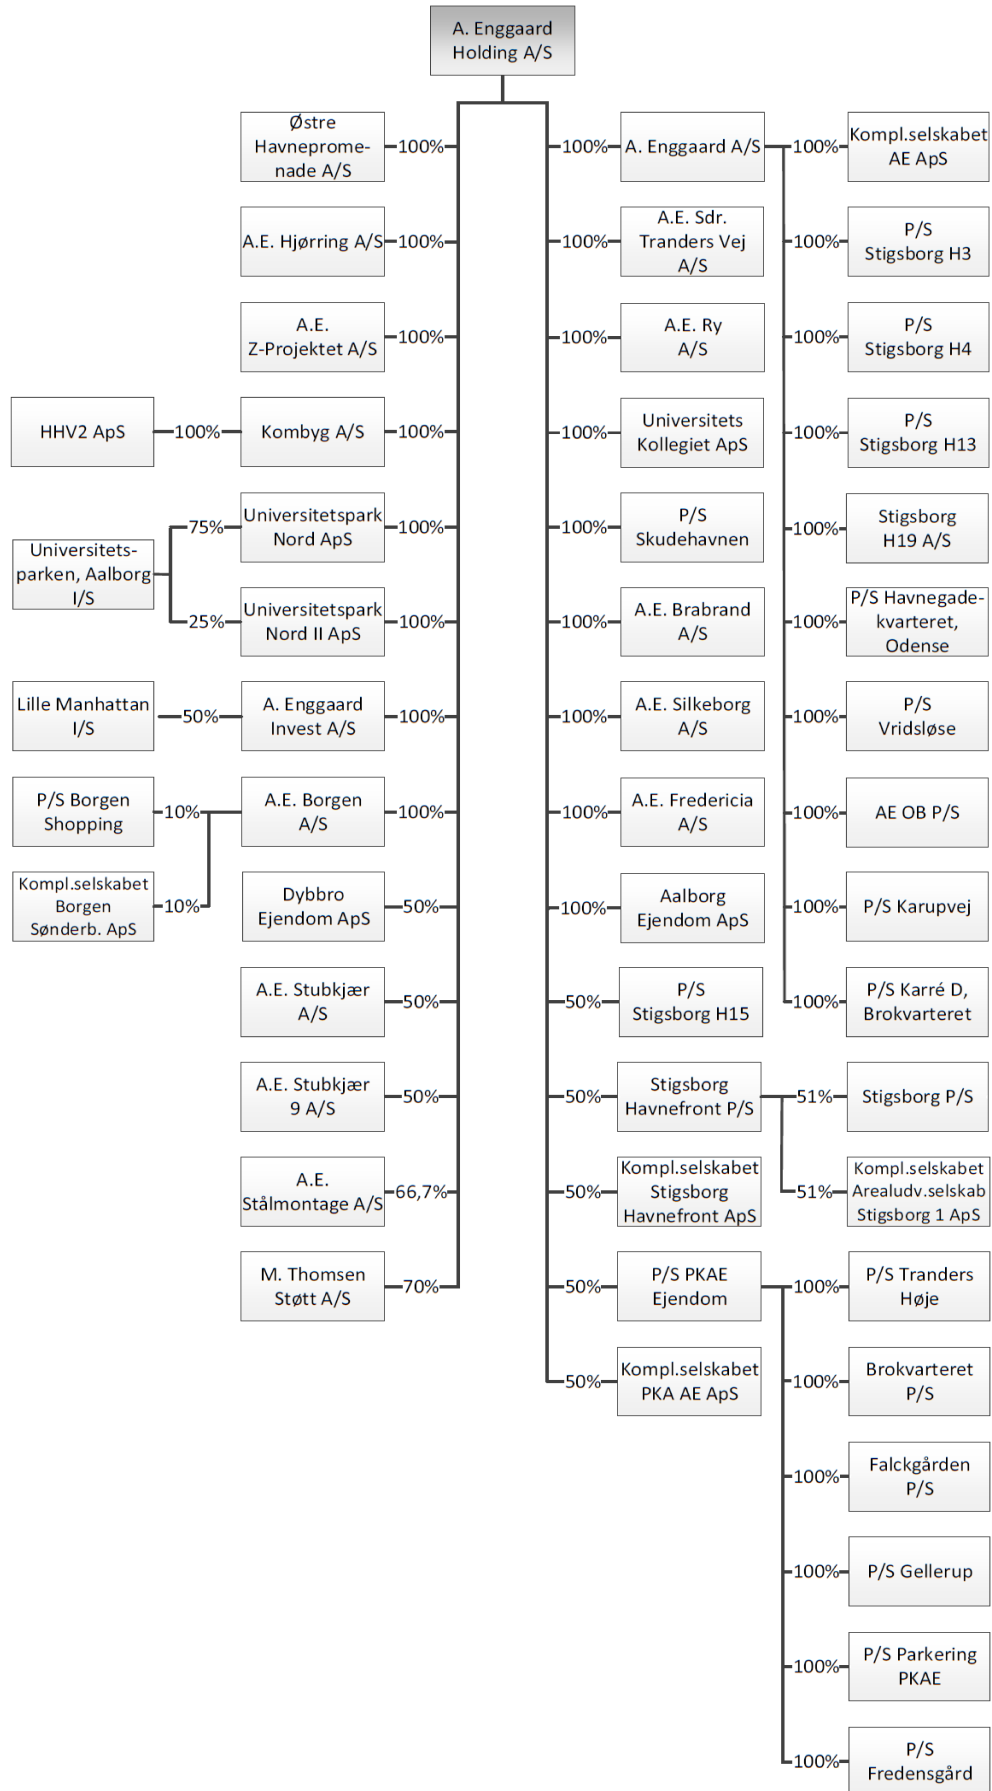 A. Enggaard
Holding A/S
Østre
Havneprome-
nade A/S
100%
100%
A. Enggaard A/S
100%
Kompl.selskabet
AE ApS
A.E. Hjørring A/S
100%
100%
A.E. Sdr.
Tranders Vej
A/S
100%
P/S
Stigsborg H3
A.E.
Z-Projektet A/S
100%
100%
A.E. Ry
A/S
100%
P/S
Stigsborg H4
HHV2 ApS
100%
Kombyg A/S
100%
100%
Universitets
Kollegiet ApS
100%
P/S
Stigsborg H13
Universitets-
parken, Aalborg
I/S
75%
Universitetspark
Nord ApS
100%
100%
P/S
Skudehavnen
100%
Stigsborg
H19 A/S
25%
Universitetspark
Nord II ApS
100%
100%
A.E. Brabrand
A/S
100%
P/S Havnegade-
kvarteret,
Odense
Lille Manhattan
I/S
50%
A. Enggaard
Invest A/S
100%
100%
A.E. Silkeborg
A/S
100%
P/S
Vridsløse
P/S Borgen
Shopping
10%
A.E. Borgen
A/S
100%
100%
A.E. Fredericia
A/S
100%
AE OB P/S
Kompl.selskabet
Borgen
Sønderb. ApS
10%
Dybbro
Ejendom ApS
50%
100%
Aalborg
Ejendom ApS
100%
P/S Karupvej
A.E. Stubkjær
A/S
50%
50%
P/S
Stigsborg H15
100%
P/S Karré D,
Brokvarteret
A.E. Stubkjær
9 A/S
50%
50%
Stigsborg
Havnefront P/S
51%
Stigsborg P/S
A.E.
Stålmontage A/S
66,7%
50%
Kompl.selskabet
Stigsborg
Havnefront ApS
51%
Kompl.selskabet
Arealudv.selskab
Stigsborg 1 ApS
M. Thomsen
Støtt A/S
70%
50%
P/S PKAE
Ejendom
100%
P/S Tranders
Høje
50%
Kompl.selskabet
PKA AE ApS
100%
Brokvarteret
P/S
100%
Falckgården
P/S
100%
P/S Gellerup
100%
P/S Parkering
PKAE
100%
P/S
Fredensgård